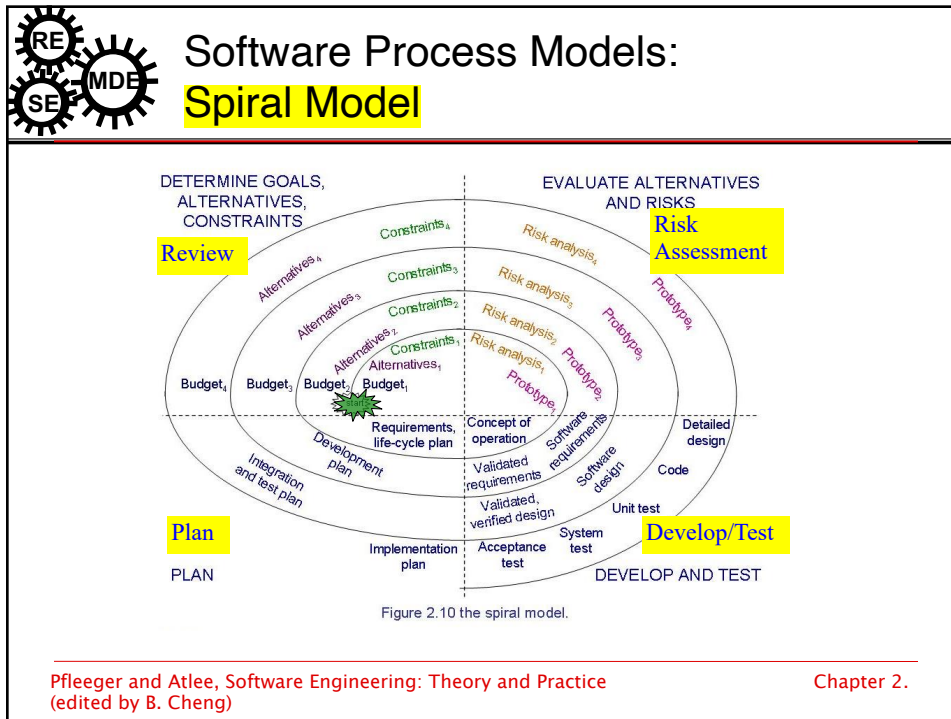 RE
MDE
SE
Software Process Models:
Spiral Model
DETERMINE GOALS,
ALTERNATIVES,
CONSTRAINTS
EVALUATE ALTERNATIVES
AND RISKS
Review
Risk
Assessment
Constraints₄
Risk analysis₄
Alternatives₄
Constraints₃
Risk analysis₃
Prototype₄
Alternatives₃
Constraints₂
Risk analysis₂
Prototype₃
Alternatives₂
Constraints₁
Risk analysis₁
Prototype₂
Alternatives₁
Prototype₁
Budget₄
Budget₃
Budget₂
Budget₁
start
Requirements,
life-cycle plan
Concept of
operation
Software
requirements
Detailed
design
Development
plan
Validated
requirements
Software
design
Code
Integration
and test plan
Validated,
verified design
Unit test
Plan
Implementation
plan
Acceptance
test
System
test
Develop/Test
PLAN
DEVELOP AND TEST
Figure 2.10 the spiral model.
Pfleeger and Atlee, Software Engineering: Theory and Practice
(edited by B. Cheng)
Chapter 2.